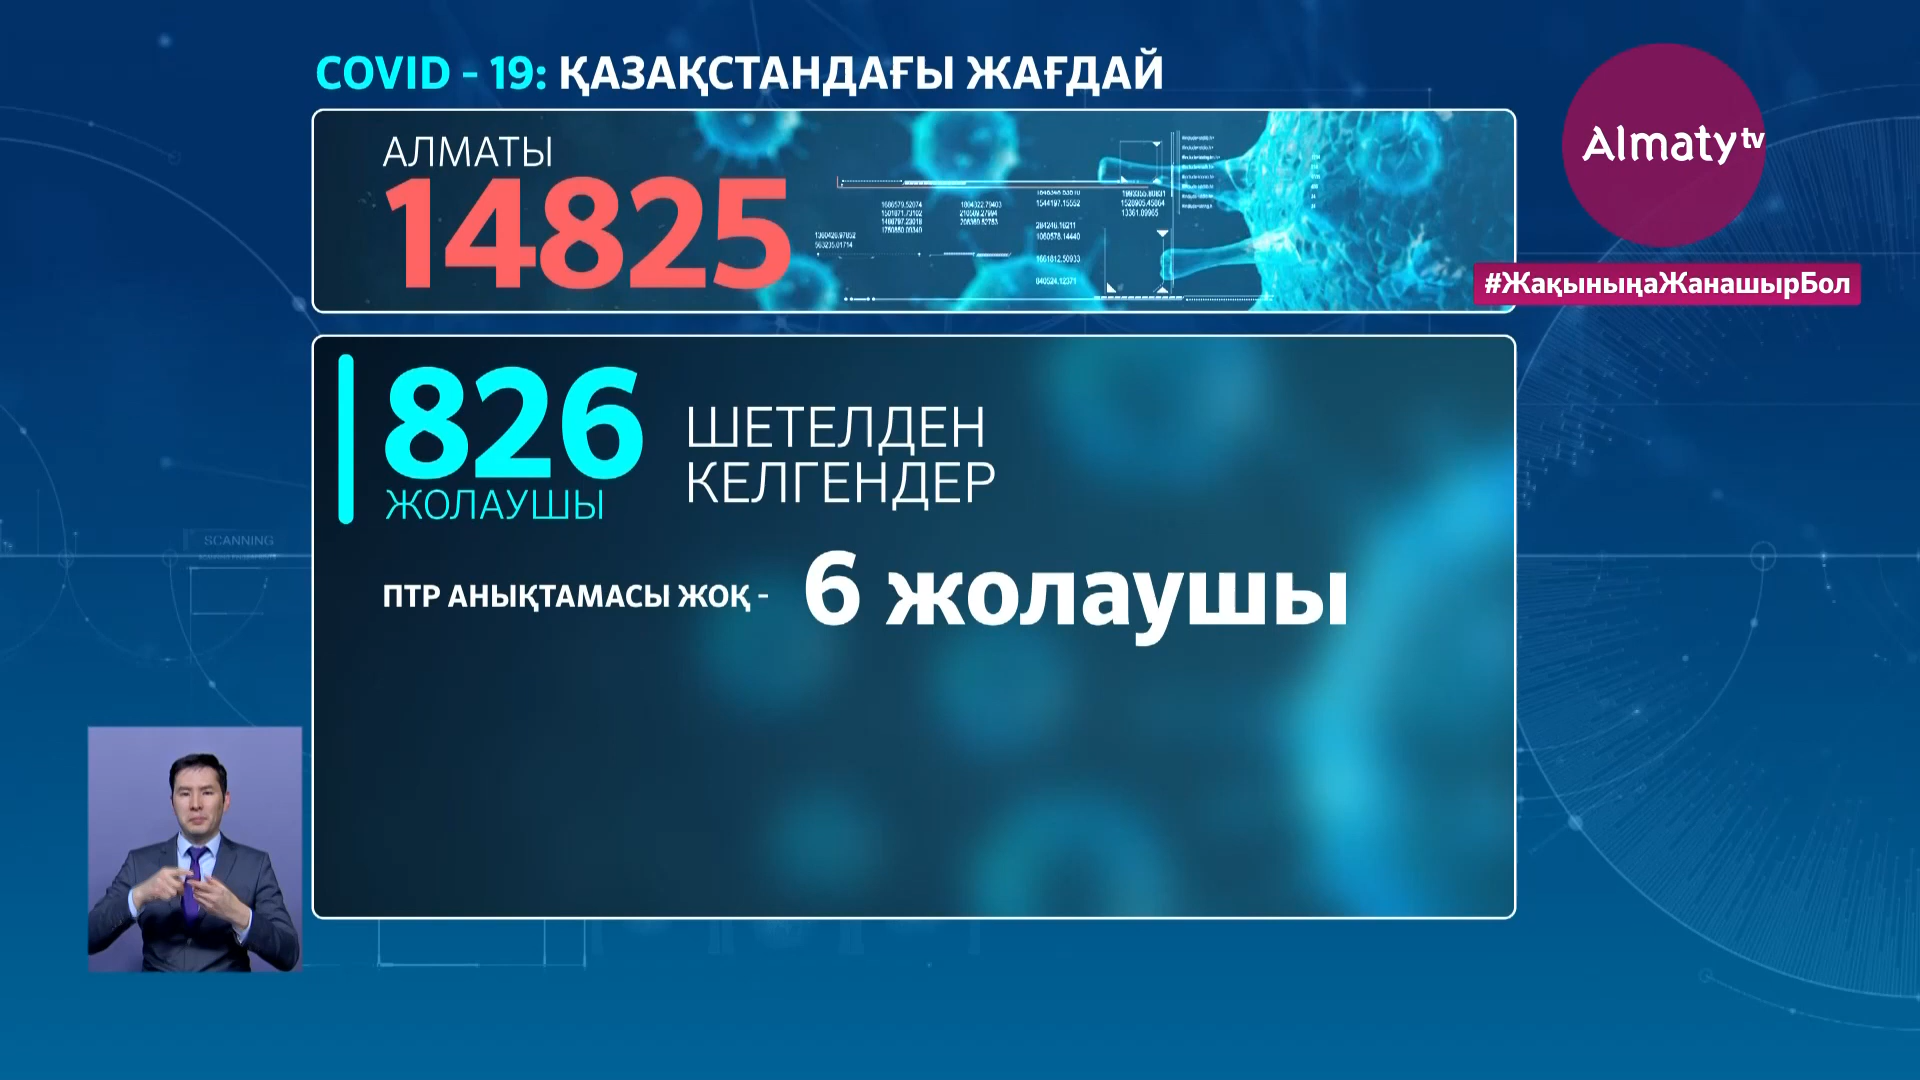 COVID - 19: ҚАЗАҚСТАНДАҒЫ ЖАҒДАЙ
Almaty tv
#ЖақыныңаЖанашырБол
АЛМАТЫ
14825
826
ЖОЛАУШЫ
ШЕТЕЛДЕН
КЕЛГЕНДЕР
ПТР АНЫҚТАМАСЫ ЖОҚ - 6 жолаушы
SCANNING